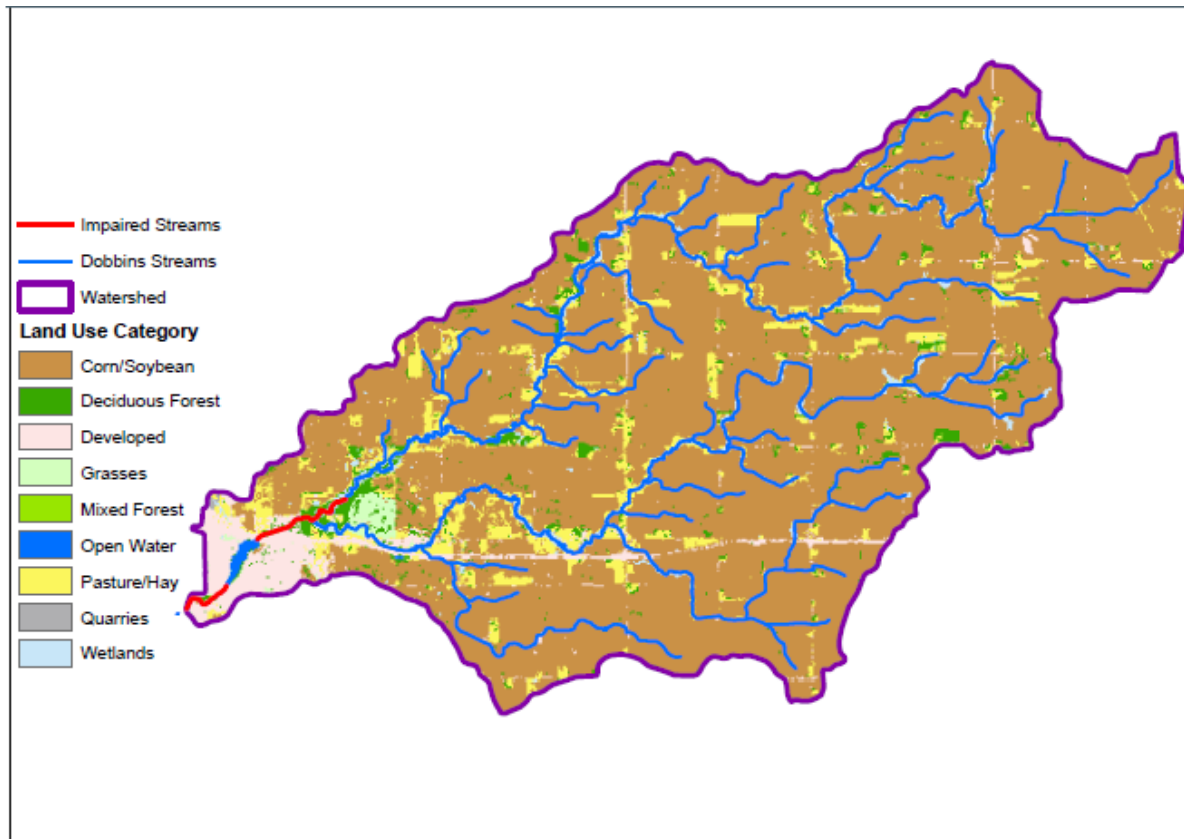 Impaired Streams
Dobbins Streams
Watershed
Land Use Category
Corn/Soybean
Deciduous Forest
Developed
Grasses
Mixed Forest
Open Water
Pasture/Hay
Quarries
Wetlands